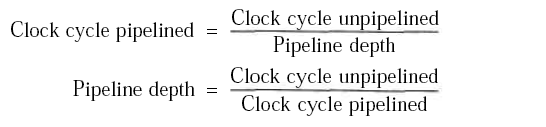 Clock cycle pipelined = Clock cycle unpipelined
Pipeline depth
Pipeline depth = Clock cycle unpipelined
Clock cycle pipelined